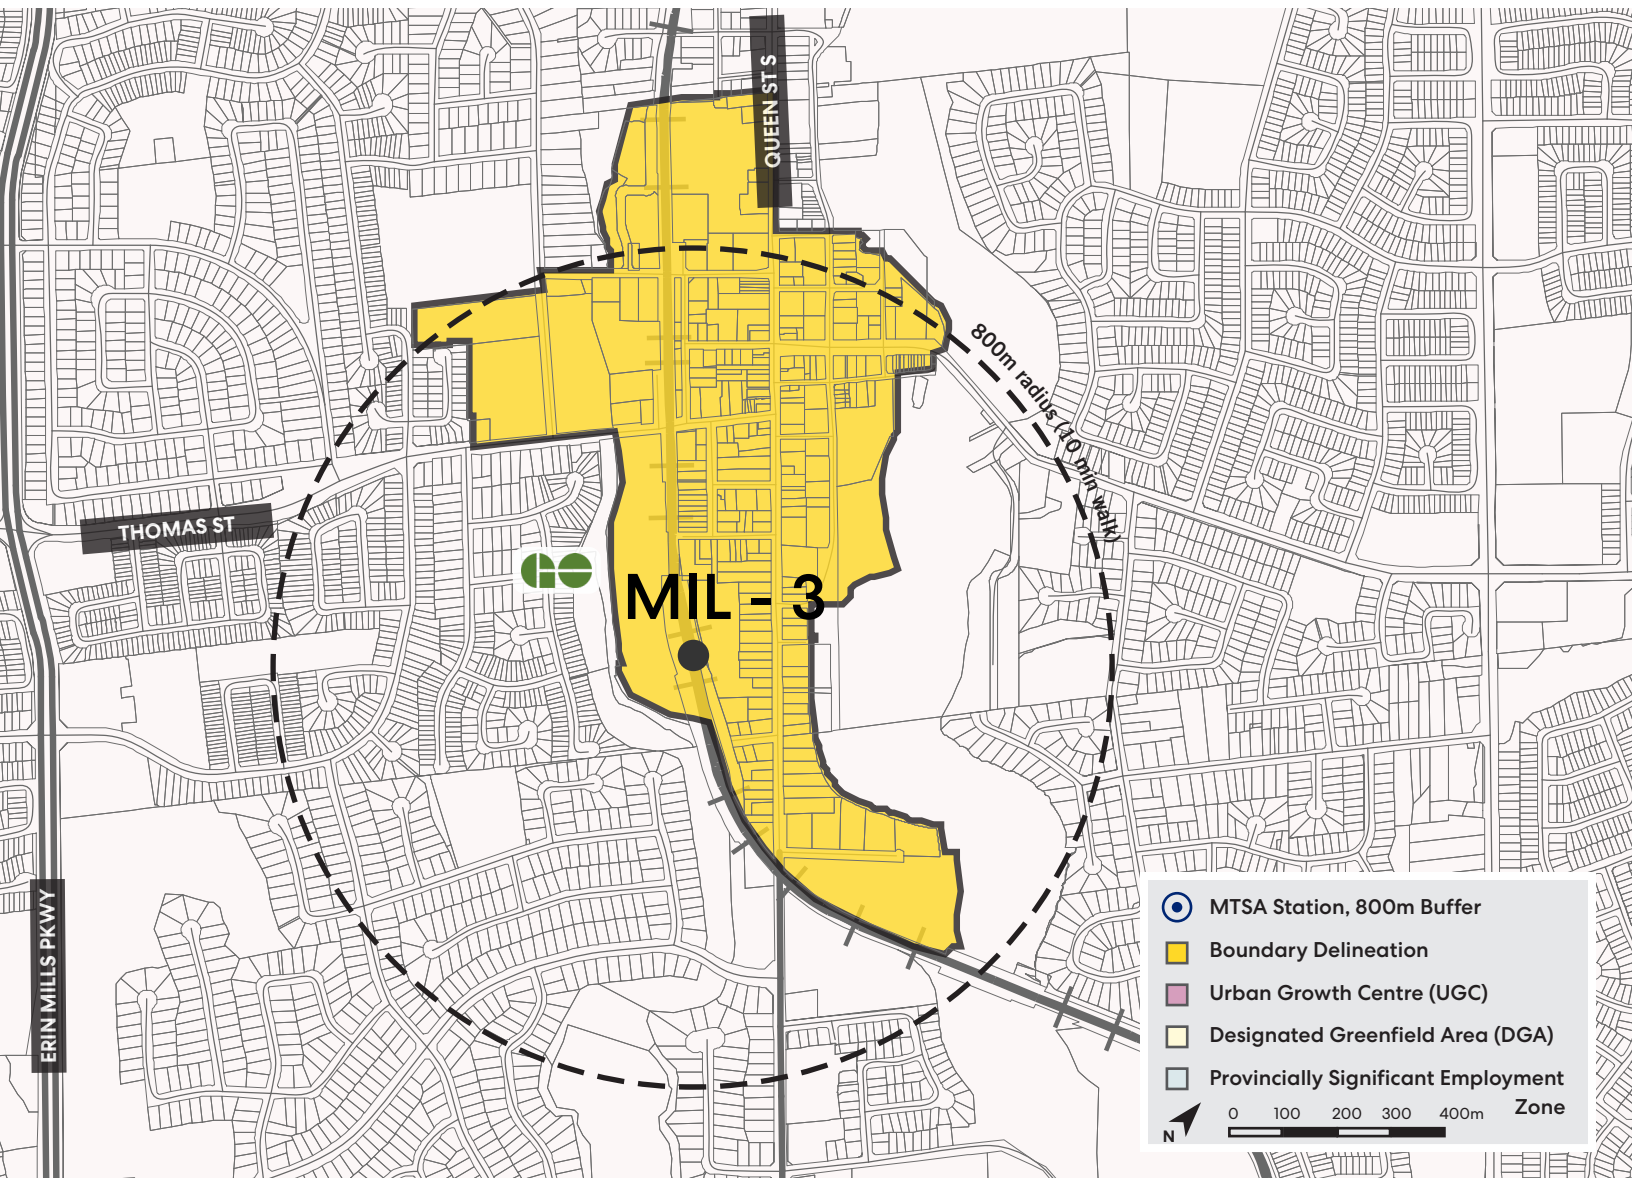 QUEEN ST S
800m radius (10 min walk)
THOMAS ST
GO
MIL - 3
ERIN MILLS PKWY
MTSA Station, 800m Buffer
Boundary Delineation
Urban Growth Centre (UGC)
Designated Greenfield Area (DGA)
Provincially Significant Employment
Zone
N
0 100 200 300 400m